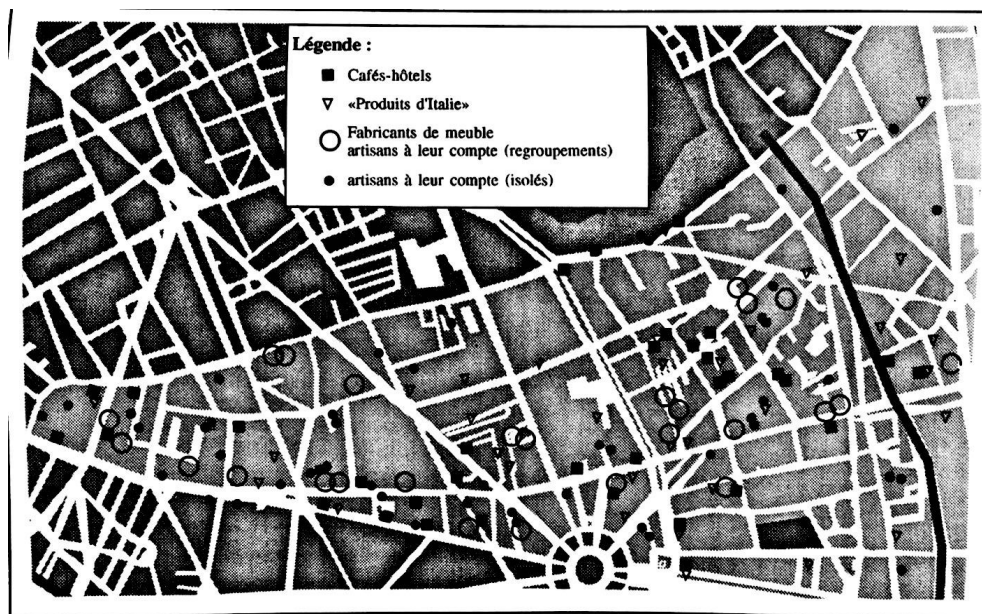 Légende :
Cafés-hôtels
«Produits d'Italie»
Fabricants de meuble
artisans à leur compte (regroupements)
artisans à leur compte (isolés)